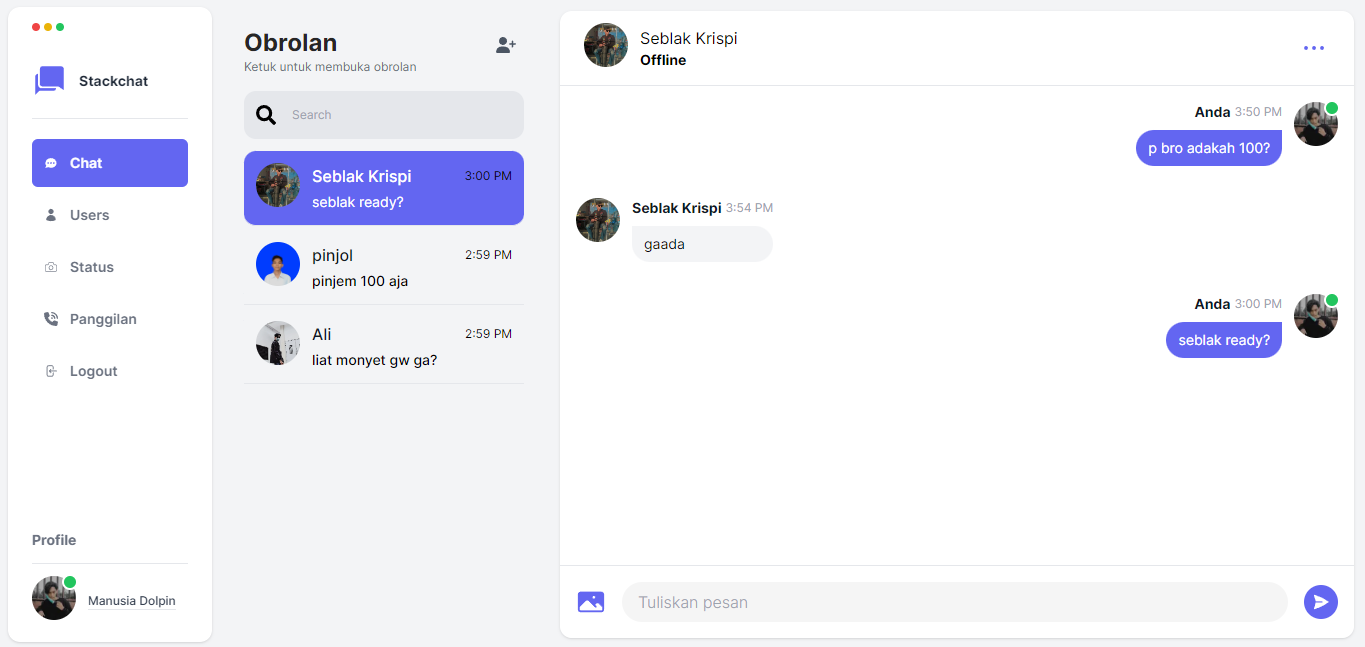 Stackchat
Chat
Users
Status
Panggilan
Logout
Profile
Manusia Dolpin
Obrolan
Ketuk untuk membuka obrolan
Search
Seblak Krispi 3:00 PM
seblak ready?
pinjol 2:59 PM
pinjem 100 aja
Ali 2:59 PM
liat monyet gw ga?
Seblak Krispi
Offline
Anda 3:50 PM
p bro adakah 100?
Seblak Krispi 3:54 PM
gaada
Anda 3:00 PM
seblak ready?
Tuliskan pesan